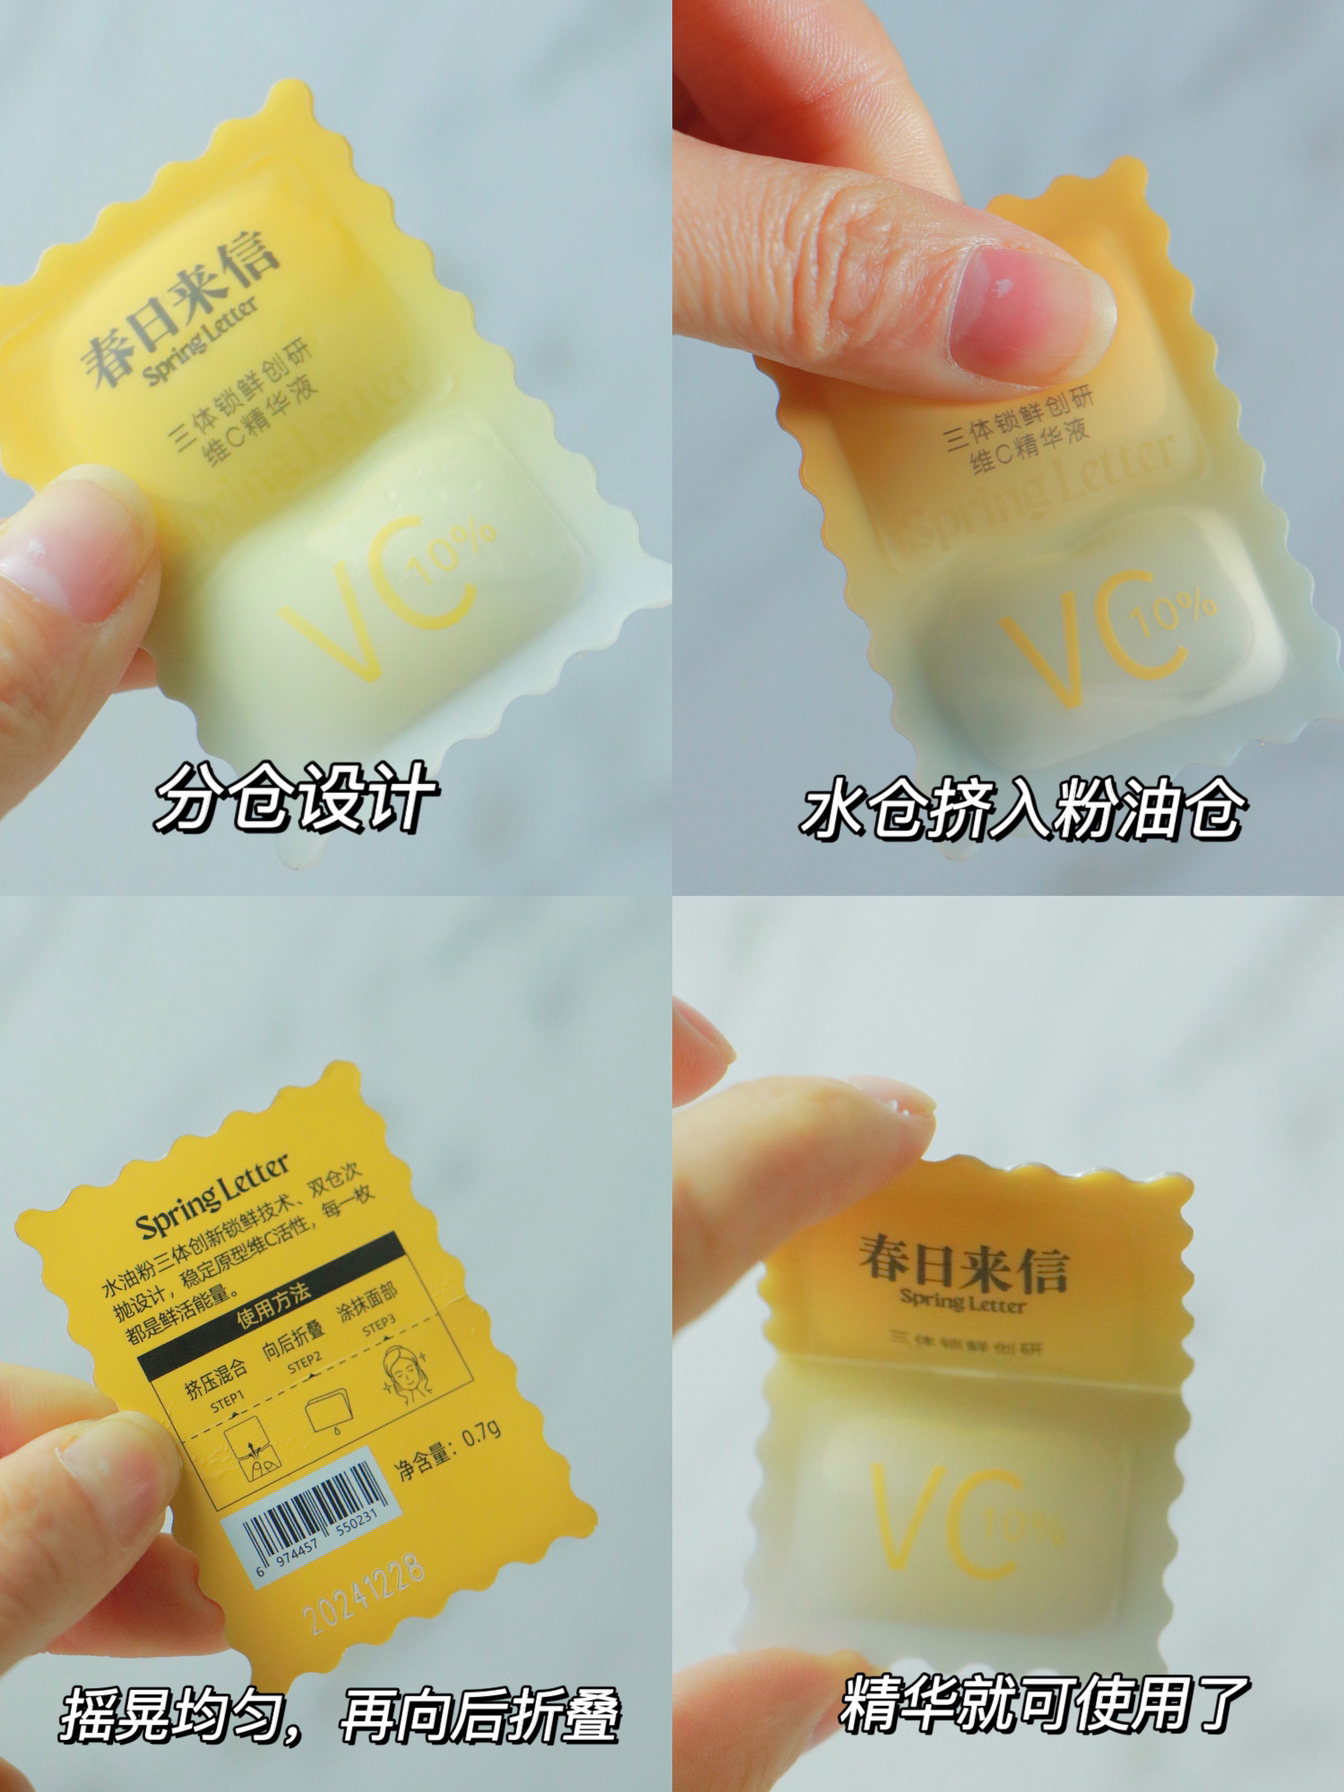 春日来信
Spring Letter
三体锁鲜创研
维C精华液
Spring Letter
VC
10%
分仓设计
三体锁鲜创研
维C精华液
Spring Letter
VC
10%
水仓挤入粉油仓
Spring Letter
水油粉三体创新锁鲜技术、双仓次
抛设计，稳定原型维C活性，每一枚
都是鲜活能量。
使用方法
挤压混合 向后折叠 涂抹面部
STEP1 STEP2 STEP3
净含量：0.7g
6 974457 550231
20241228
摇晃均匀，再向后折叠
春日来信
Spring Letter
三体锁鲜创研
VC
10%
精华就可使用了